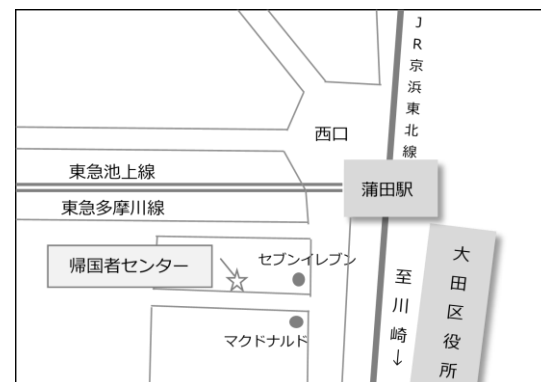 JR京浜東北線
西口
東急池上線
蒲田駅
東急多摩川線
帰国者センター
セブンイレブン
マクドナルド
至川崎↓
大田区役所